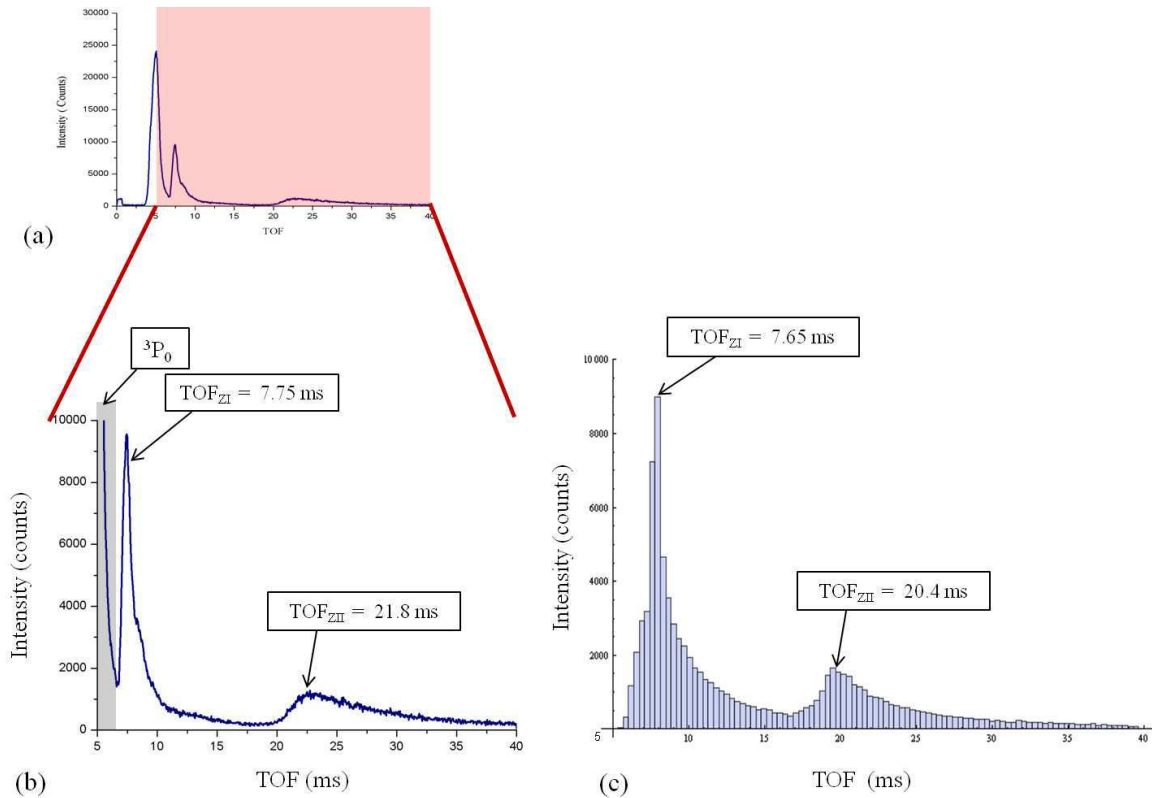 30000
25000
20000
15000
10000
5000
0
Intensity ( Counts)
0 5 10 15 20 25 30 35 40
TOF
(a)
³P₀
TOF_ZI = 7.75 ms
10000
8000
6000
4000
2000
0
Intensity (counts)
TOF_ZII = 21.8 ms
5 10 15 20 25 30 35 40
TOF (ms)
(b)
TOF_ZI = 7.65 ms
10 000
8000
6000
4000
2000
Intensity (counts)
TOF_ZII = 20.4 ms
5 10 15 20 25 30 35 40
TOF (ms)
(c)